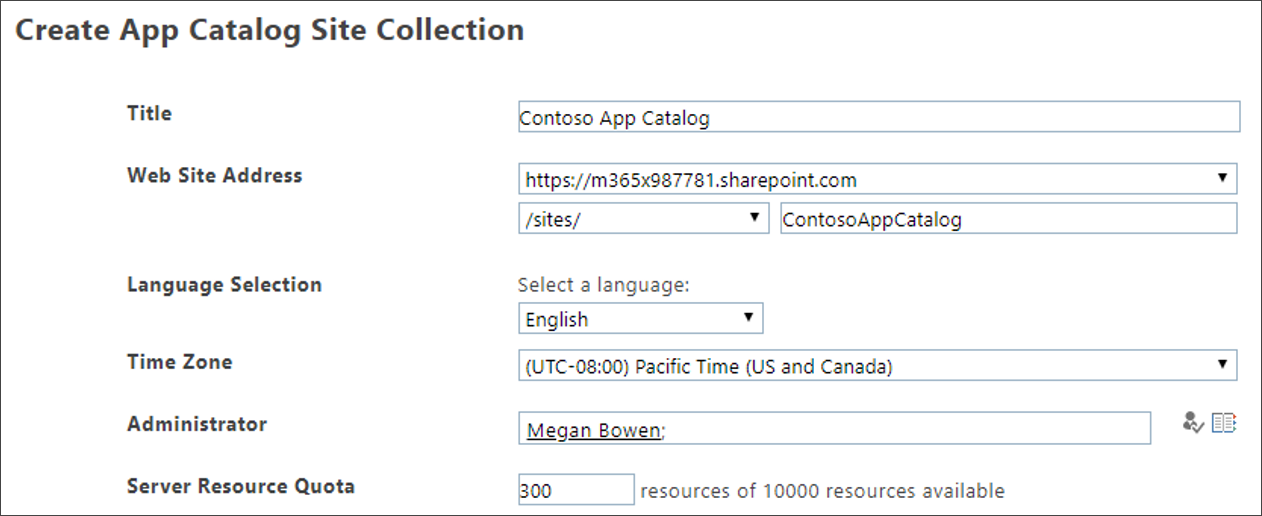 Create App Catalog Site Collection
Title
Contoso App Catalog
Web Site Address
https://m365x987781.sharepoint.com
/sites/ ContosoAppCatalog
Language Selection
Select a language:
English
Time Zone
(UTC-08:00) Pacific Time (US and Canada)
Administrator
Megan Bowen;
Server Resource Quota
300 resources of 10000 resources available